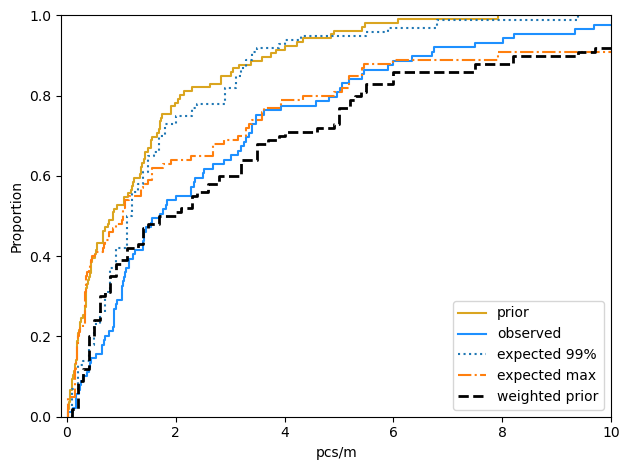 1.0
0.8
0.6
0.4
0.2
0.0
Proportion
0 2 4 6 8 10
pcs/m
prior
observed
expected 99%
expected max
weighted prior